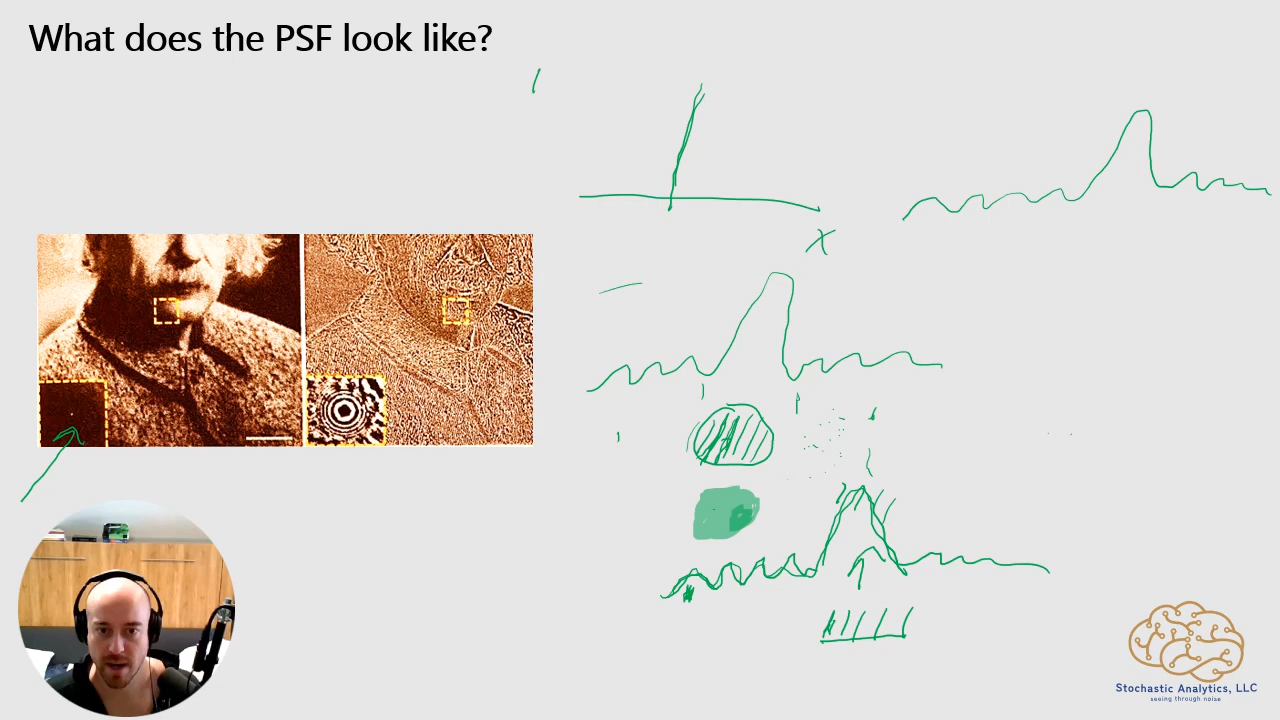 What does the PSF look like?
x
Stochastic Analytics, LLC
seeing through noise